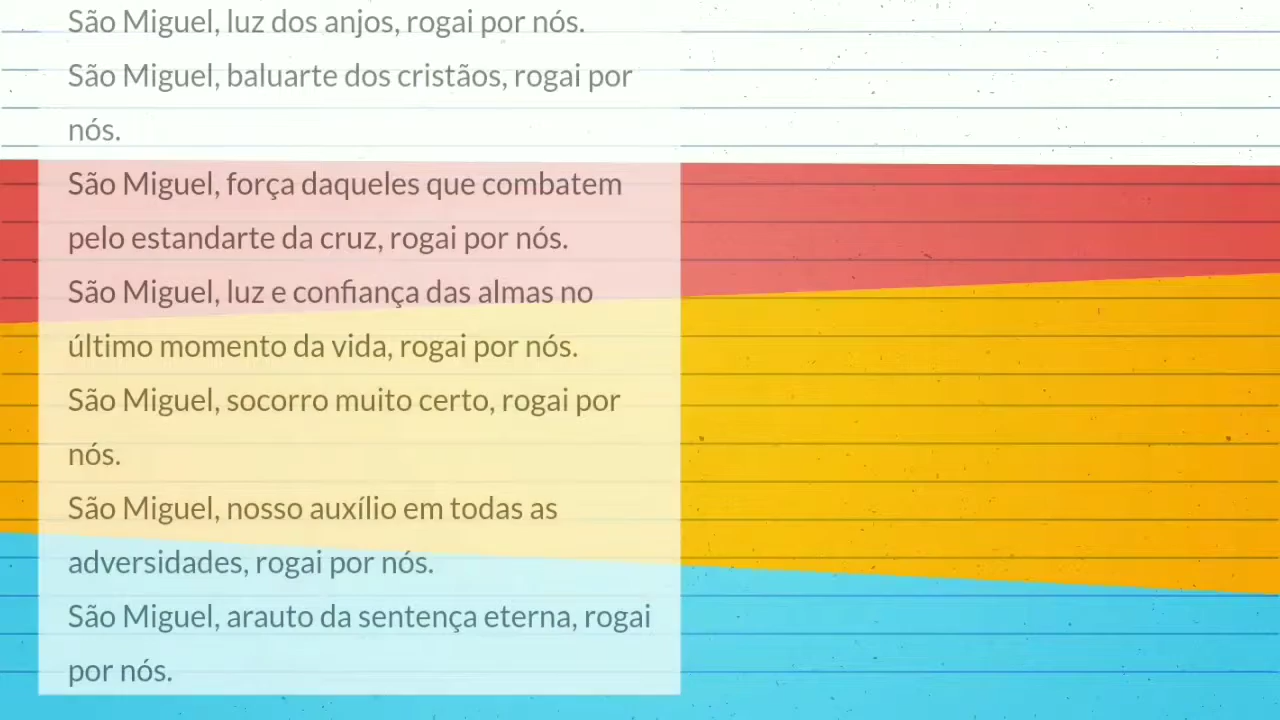 São Miguel, luz dos anjos, rogai por nós.
São Miguel, baluarte dos cristãos, rogai por
nós.
São Miguel, força daqueles que combatem
pelo estandarte da cruz, rogai por nós.
São Miguel, luz e confiança das almas no
último momento da vida, rogai por nós.
São Miguel, socorro muito certo, rogai por
nós.
São Miguel, nosso auxílio em todas as
adversidades, rogai por nós.
São Miguel, arauto da sentença eterna, rogai
por nós.